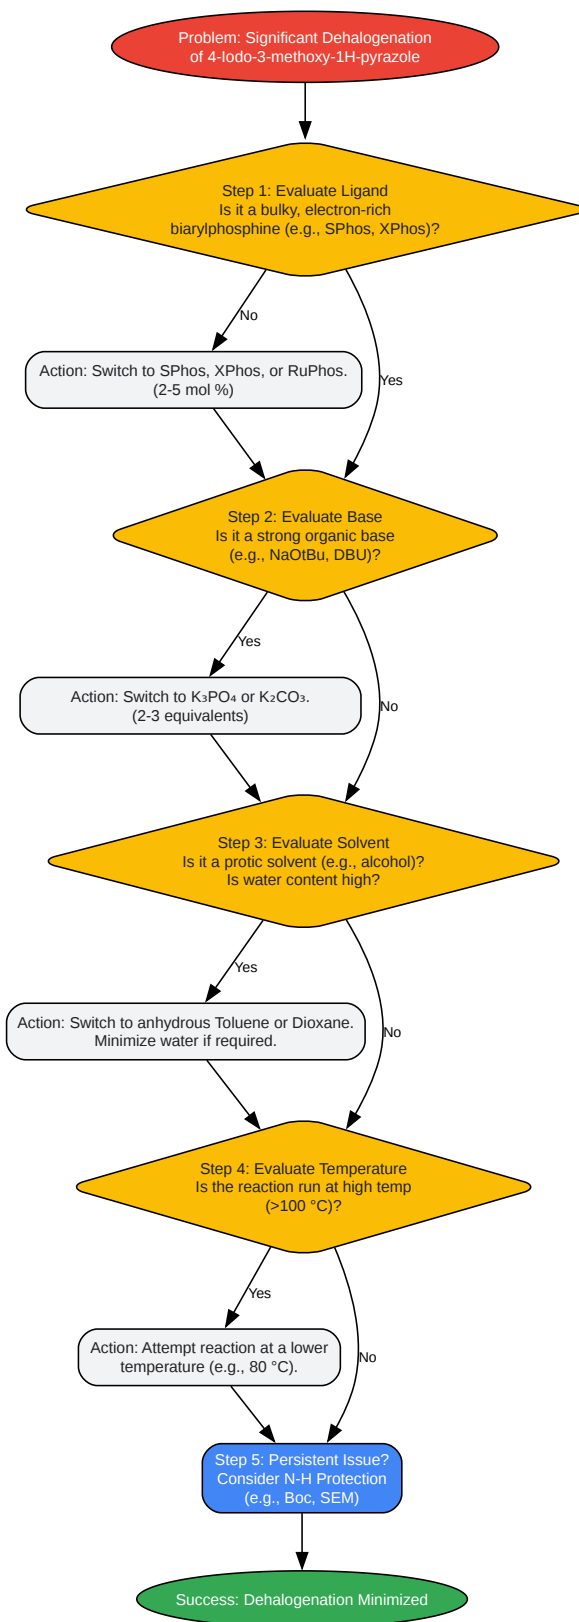 Problem: Significant Dehalogenation
of 4-Iodo-3-methoxy-1H-pyrazole
Step 1: Evaluate Ligand
Is it a bulky, electron-rich
biarylphosphine (e.g., SPhos, XPhos)?
No
Action: Switch to SPhos, XPhos, or RuPhos.
(2-5 mol %)
Yes
Step 2: Evaluate Base
Is it a strong organic base
(e.g., NaOtBu, DBU)?
Yes
Action: Switch to K₃PO₄ or K₂CO₃.
(2-3 equivalents)
No
Step 3: Evaluate Solvent
Is it a protic solvent (e.g., alcohol)?
Is water content high?
Yes
Action: Switch to anhydrous Toluene or Dioxane.
Minimize water if required.
No
Step 4: Evaluate Temperature
Is the reaction run at high temp
(>100 °C)?
Yes
Action: Attempt reaction at a lower
temperature (e.g., 80 °C).
No
Step 5: Persistent Issue?
Consider N-H Protection
(e.g., Boc, SEM)
Success: Dehalogenation Minimized